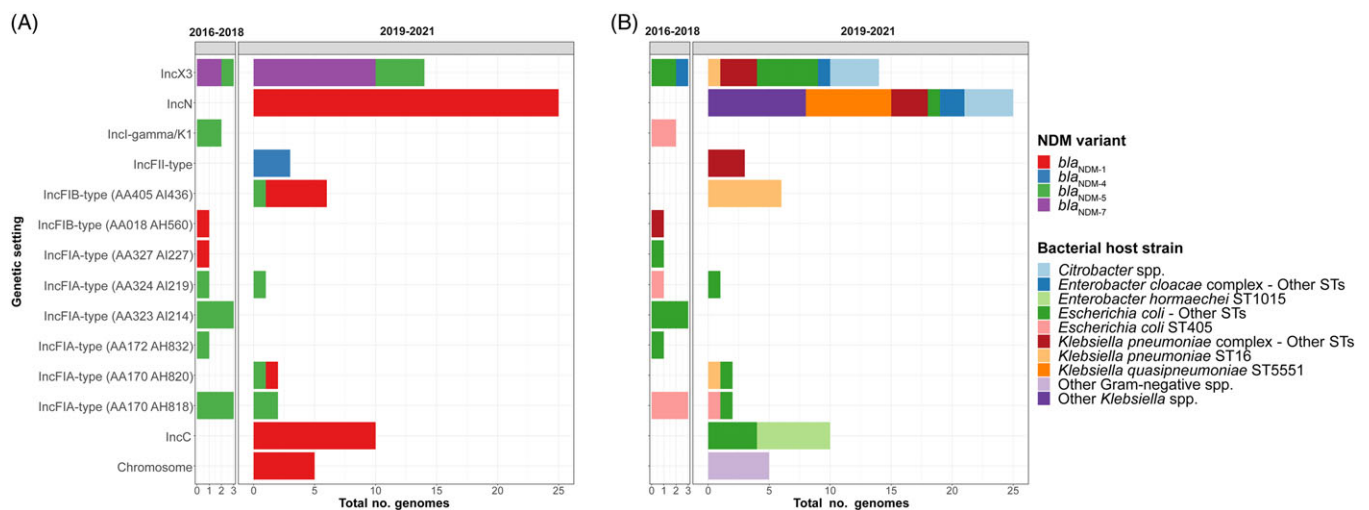 (A)
2016-2018
2019-2021
Genetic setting
IncX3
IncN
IncI-gamma/K1
IncFII-type
IncFIB-type (AA405 AI436)
IncFIB-type (AA018 AH560)
IncFIA-type (AA327 AI227)
IncFIA-type (AA324 AI219)
IncFIA-type (AA323 AI214)
IncFIA-type (AA172 AH832)
IncFIA-type (AA170 AH820)
IncFIA-type (AA170 AH818)
IncC
Chromosome
0 1 2 3
0 5 10 15 20 25
Total no. genomes
(B)
2016-2018
2019-2021
0 1 2 3
0 5 10 15 20 25
Total no. genomes
NDM variant
blaNDM-1
blaNDM-4
blaNDM-5
blaNDM-7
Bacterial host strain
Citrobacter spp.
Enterobacter cloacae complex - Other STs
Enterobacter hormaechei ST1015
Escherichia coli - Other STs
Escherichia coli ST405
Klebsiella pneumoniae complex - Other STs
Klebsiella pneumoniae ST16
Klebsiella quasipneumoniae ST5551
Other Gram-negative spp.
Other Klebsiella spp.